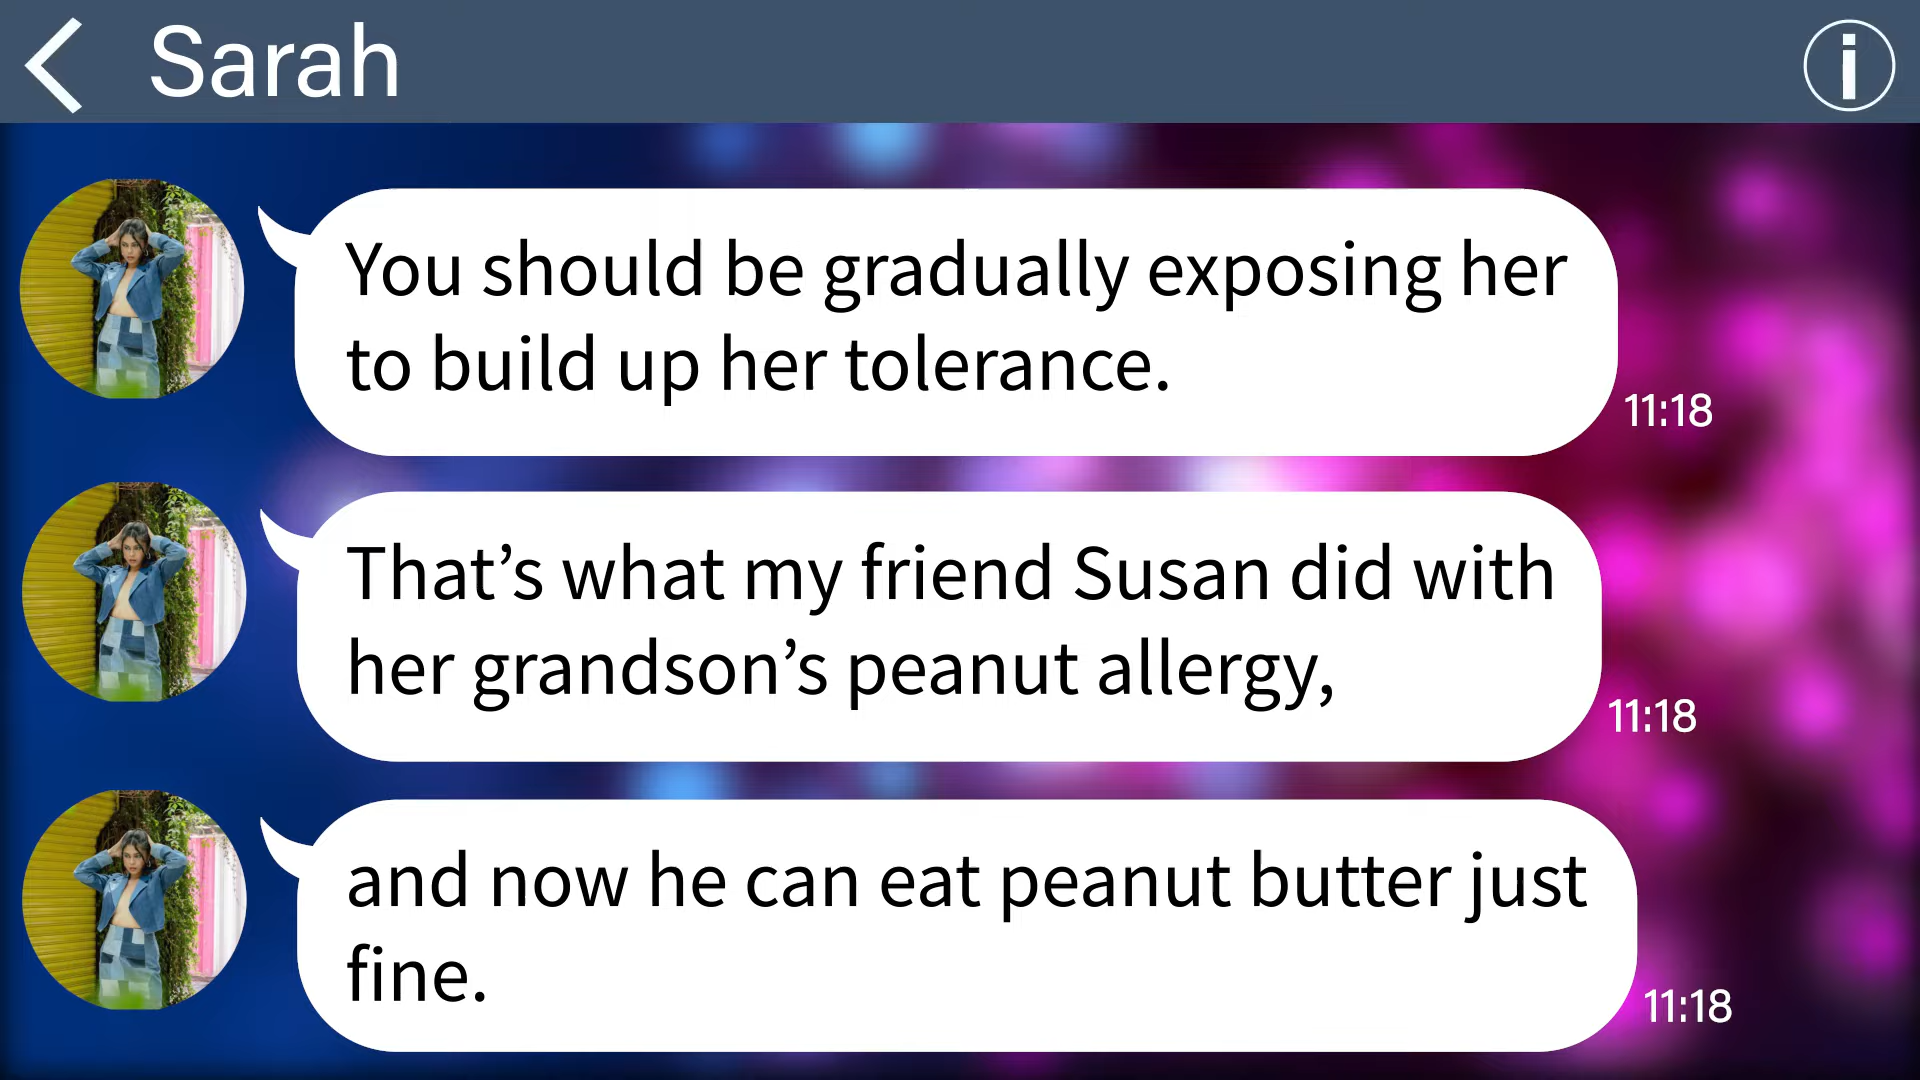 Sarah
You should be gradually exposing her
to build up her tolerance.
11:18
That’s what my friend Susan did with
her grandson’s peanut allergy,
11:18
and now he can eat peanut butter just
fine.
11:18